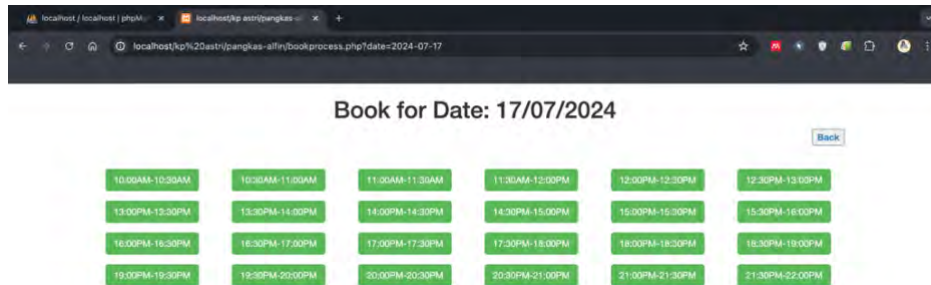 localhost / localhost | phpM
localhost/kp astri/pangkas-
localhost/kp%20astri/pangkas-alfin/bookprocess.php?date=2024-07-17
Book for Date: 17/07/2024
Back
10:00AM-10:30AM 10:30AM-11:00AM 11:00AM-11:30AM 11:30AM-12:00PM 12:00PM-12:30PM 12:30PM-13:00PM
13:00PM-13:30PM 13:30PM-14:00PM 14:00PM-14:30PM 14:30PM-15:00PM 15:00PM-15:30PM 15:30PM-16:00PM
16:00PM-16:30PM 16:30PM-17:00PM 17:00PM-17:30PM 17:30PM-18:00PM 18:00PM-18:30PM 18:30PM-19:00PM
19:00PM-19:30PM 19:30PM-20:00PM 20:00PM-20:30PM 20:30PM-21:00PM 21:00PM-21:30PM 21:30PM-22:00PM